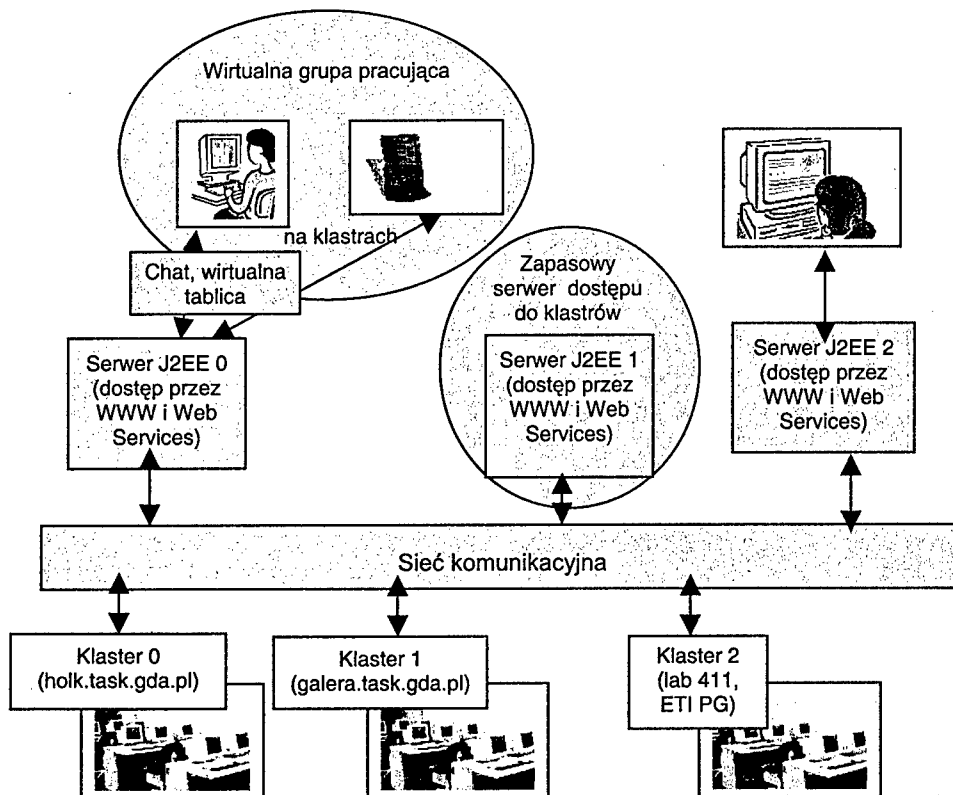 Wirtualna grupa pracująca
na klastrach
Chat, wirtualna
tablica
Zapasowy
serwer dostępu
do klastrów
Serwer J2EE 0
(dostęp przez
WWW i Web
Services)
Serwer J2EE 1
(dostęp przez
WWW i Web
Services)
Serwer J2EE 2
(dostęp przez
WWW i Web
Services)
Sieć komunikacyjna
Klaster 0
(holk.task.gda.pl)
Klaster 1
(galera.task.gda.pl)
Klaster 2
(lab 411,
ETI PG)